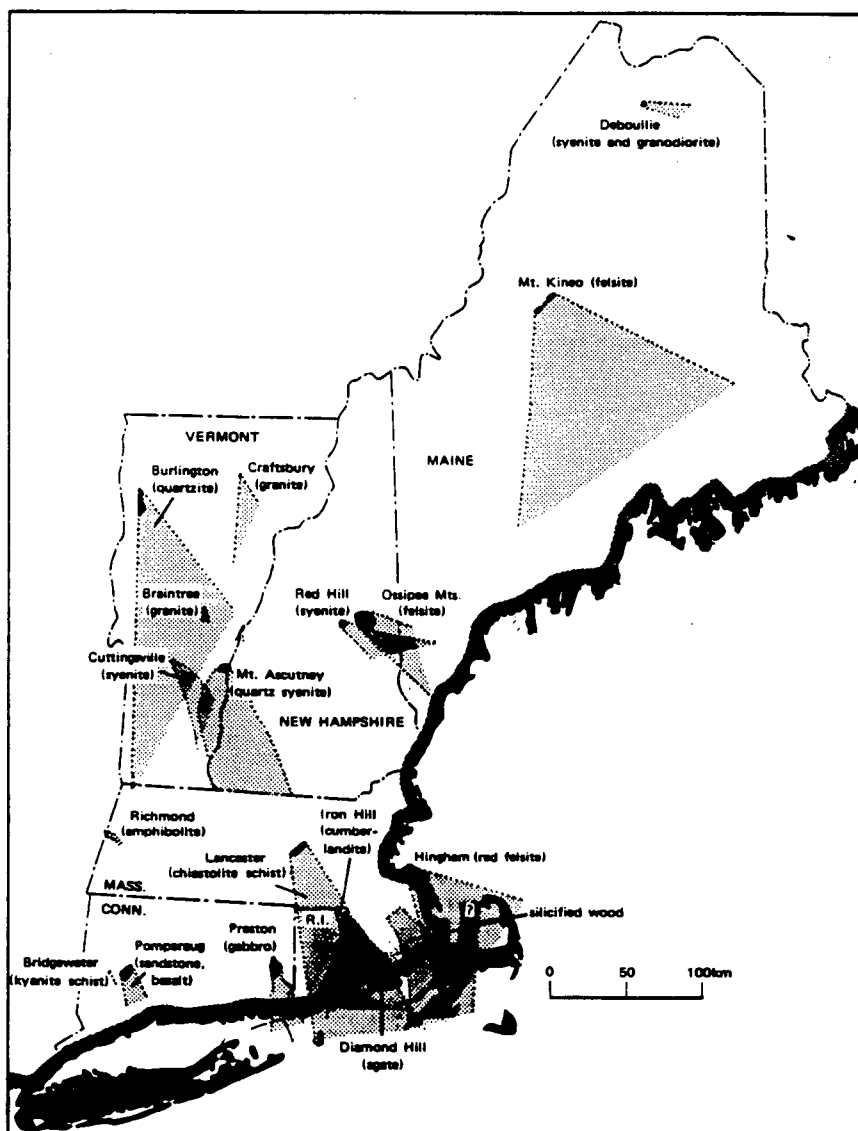 Deboullie
(syenite and granodiorite)
Mt. Kineo (felsite)
VERMONT
MAINE
Burlington
(quartzite)
Craftsbury
(granite)
Braintree
(granite)
Red Hill
(syenite)
Ossipee Mts.
(felsite)
Cuttingsville
(syenite)
Mt. Ascutney
(quartz syenite)
NEW HAMPSHIRE
Richmond
(amphibolite)
Iron Hill
(cumber-
landite)
Lancaster
(chiastolite schist)
Hingham (red felsite)
MASS.
CONN.
R.I.
?
silicified wood
Preston
(gabbro)
Pomperaug
(sandstone,
basalt)
Bridgewater
(kyanite schist)
0 50 100km
Diamond Hill
(agate)